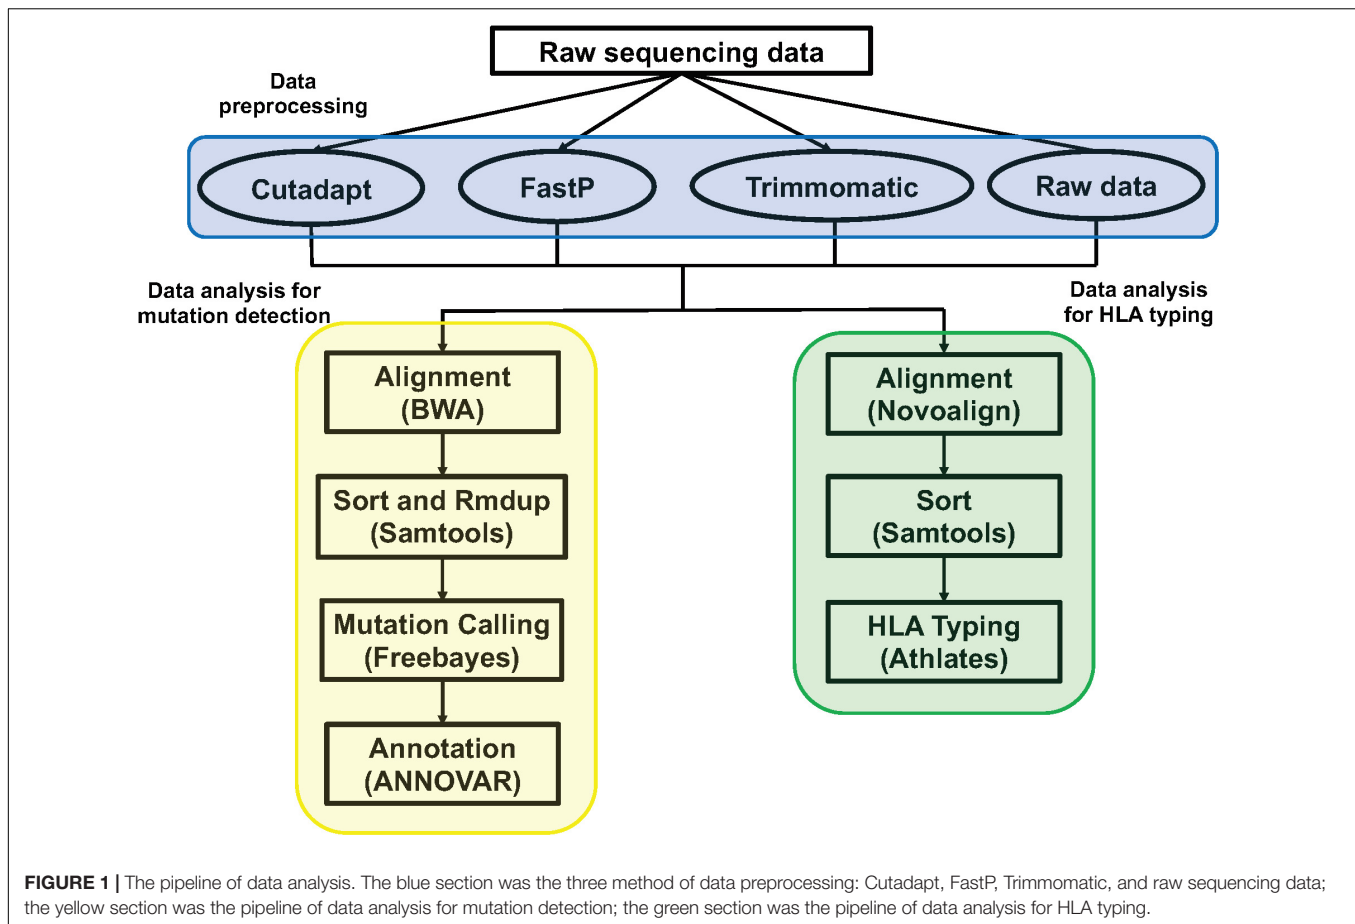 Raw sequencing data
Data
preprocessing
Cutadapt
FastP
Trimmomatic
Raw data
Data analysis for
mutation detection
Data analysis
for HLA typing
Alignment
(BWA)
Sort and Rmdup
(Samtools)
Mutation Calling
(Freebayes)
Annotation
(ANNOVAR)
Alignment
(Novoalign)
Sort
(Samtools)
HLA Typing
(Athlates)
FIGURE 1 | The pipeline of data analysis. The blue section was the three method of data preprocessing: Cutadapt, FastP, Trimmomatic, and raw sequencing data;
the yellow section was the pipeline of data analysis for mutation detection; the green section was the pipeline of data analysis for HLA typing.